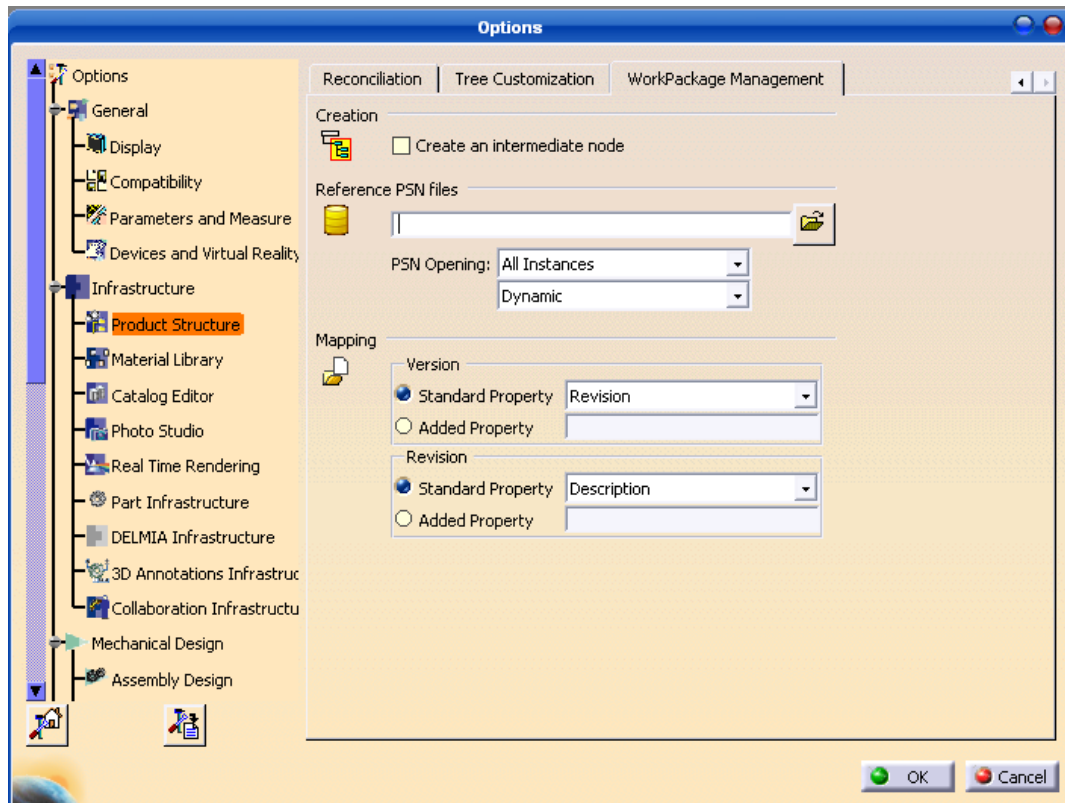 Options
Options
General
Display
Compatibility
Parameters and Measure
Devices and Virtual Reality
Infrastructure
Product Structure
Material Library
Catalog Editor
Photo Studio
Real Time Rendering
Part Infrastructure
DELMIA Infrastructure
3D Annotations Infrastruc
Collaboration Infrastructu
Mechanical Design
Assembly Design
Reconciliation Tree Customization WorkPackage Management
Creation
Create an intermediate node
Reference PSN files
PSN Opening: All Instances
Dynamic
Mapping
Version
Standard Property Revision
Added Property
Revision
Standard Property Description
Added Property
OK Cancel